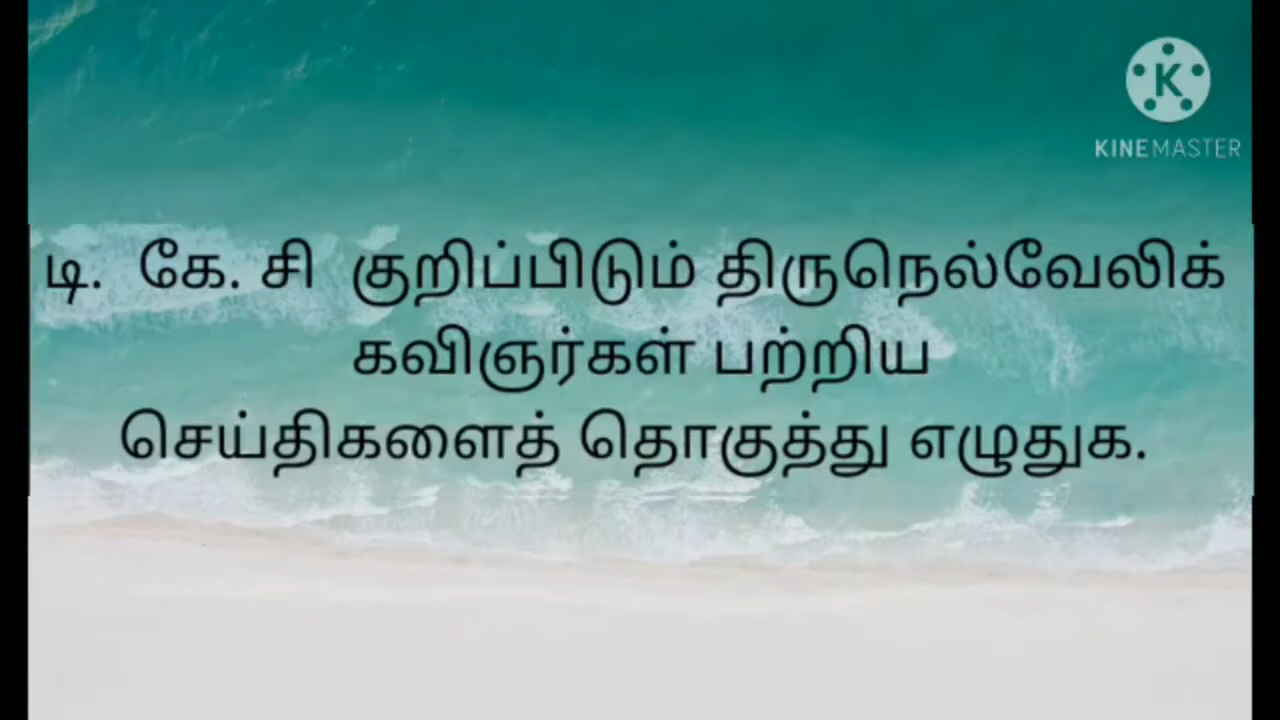 K
KINEMASTER
டி. கே. சி குறிப்பிடும் திருநெல்வேலிக்
கவிஞர்கள் பற்றிய
செய்திகளைத் தொகுத்து எழுதுக.